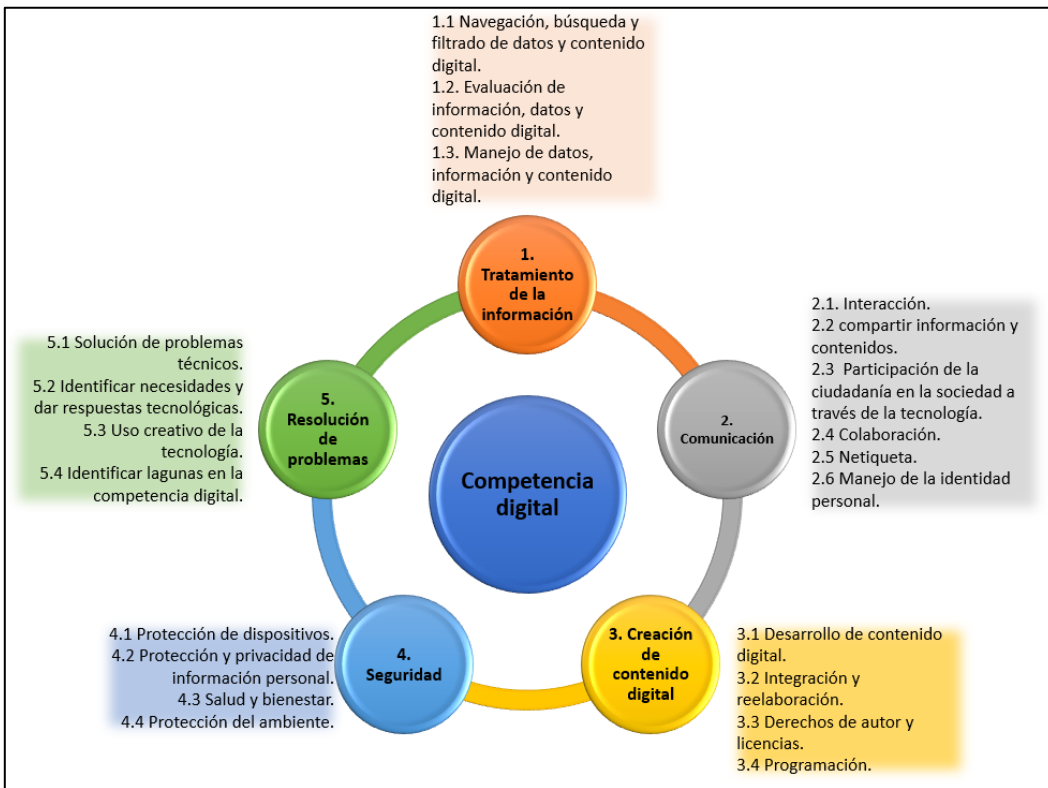 1.1 Navegación, búsqueda y
filtrado de datos y contenido
digital.
1.2. Evaluación de
información, datos y
contenido digital.
1.3. Manejo de datos,
información y contenido
digital.
1.
Tratamiento
de la
información
2.1. Interacción.
2.2 compartir información y
contenidos.
2.3 Participación de la
ciudadanía en la sociedad a
través de la tecnología.
2.4 Colaboración.
2.5 Netiqueta.
2.6 Manejo de la identidad
personal.
2.
Comunicación
5.1 Solución de problemas
técnicos.
5.2 Identificar necesidades y
dar respuestas tecnológicas.
5.3 Uso creativo de la
tecnología.
5.4 Identificar lagunas en la
competencia digital.
5.
Resolución
de
problemas
Competencia
digital
4.1 Protección de dispositivos.
4.2 Protección y privacidad de
información personal.
4.3 Salud y bienestar.
4.4 Protección del ambiente.
4.
Seguridad
3. Creación
de
contenido
digital
3.1 Desarrollo de contenido
digital.
3.2 Integración y
reelaboración.
3.3 Derechos de autor y
licencias.
3.4 Programación.